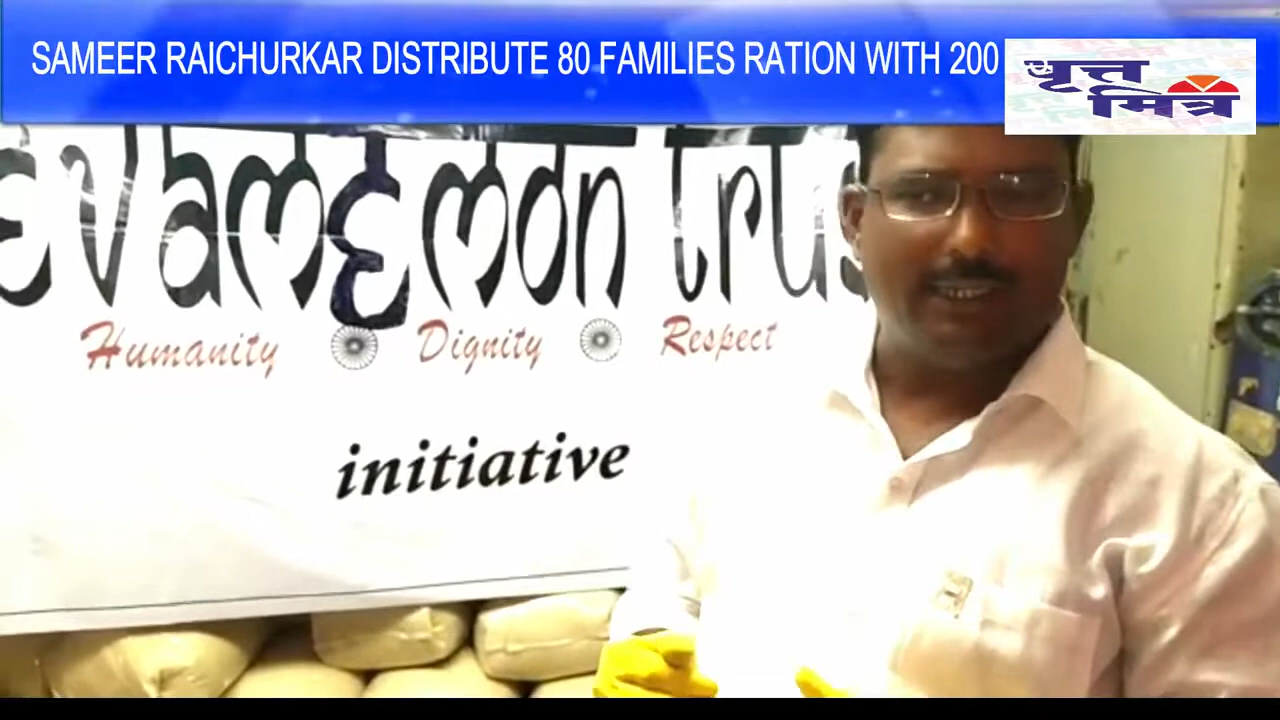 SAMEER RAICHURKAR DISTRIBUTE 80 FAMILIES RATION WITH 200
वृत्त
मित्र
evamEmon trus
Humanity Dignity Respect
initiative